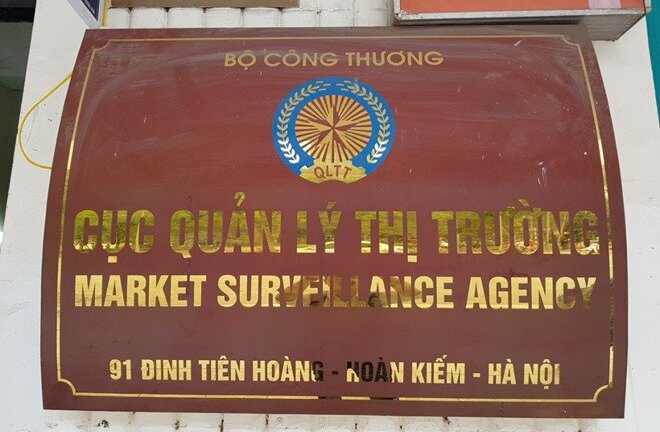 BỘ CÔNG THƯƠNG
QLTT
CỤC QUẢN LÝ THỊ TRƯỜNG
MARKET SURVEILLANCE AGENCY
91 ĐINH TIÊN HOÀNG - HOÀN KIẾM - HÀ NỘI